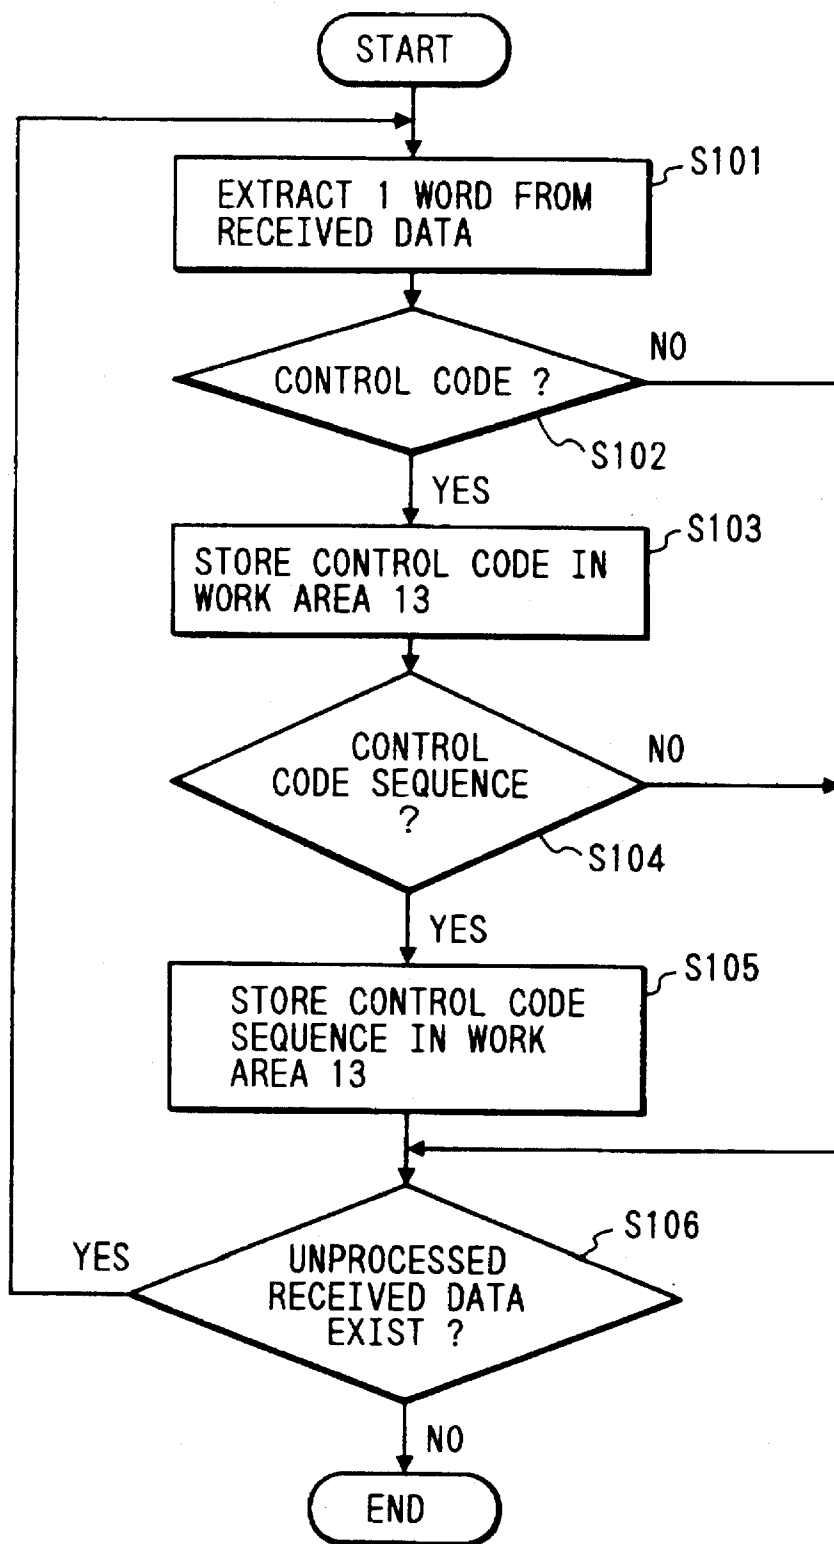 START
S101
EXTRACT 1 WORD FROM
RECEIVED DATA
NO
CONTROL CODE ?
S102
YES
S103
STORE CONTROL CODE IN
WORK AREA 13
CONTROL
CODE SEQUENCE
?
NO
S104
YES
S105
STORE CONTROL CODE
SEQUENCE IN WORK
AREA 13
S106
YES
UNPROCESSED
RECEIVED DATA
EXIST ?
NO
END